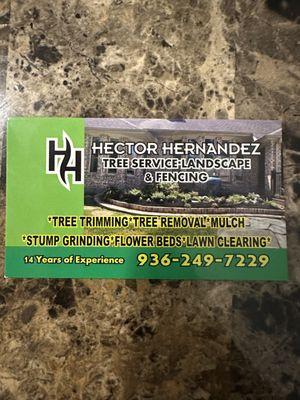 HH
HECTOR HERNANDEZ
TREE SERVICE-LANDSCAPE
& FENCING
*TREE TRIMMING*TREE REMOVAL*MULCH
*STUMP GRINDING*FLOWER BEDS*LAWN CLEARING*
14 Years of Experience 936-249-7229